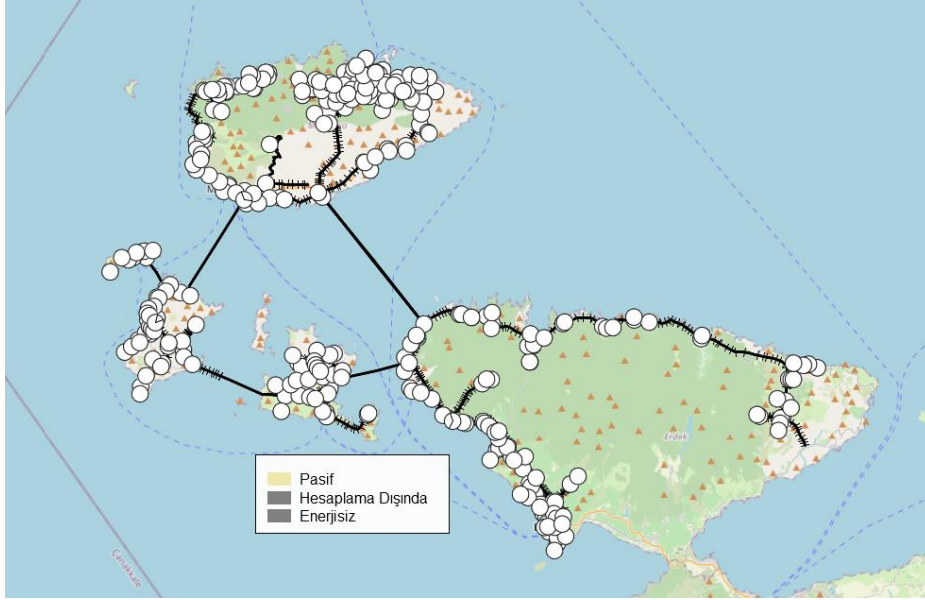 Erdek
Pasif
Hesaplama Dışında
Enerjisiz
Çanakkale